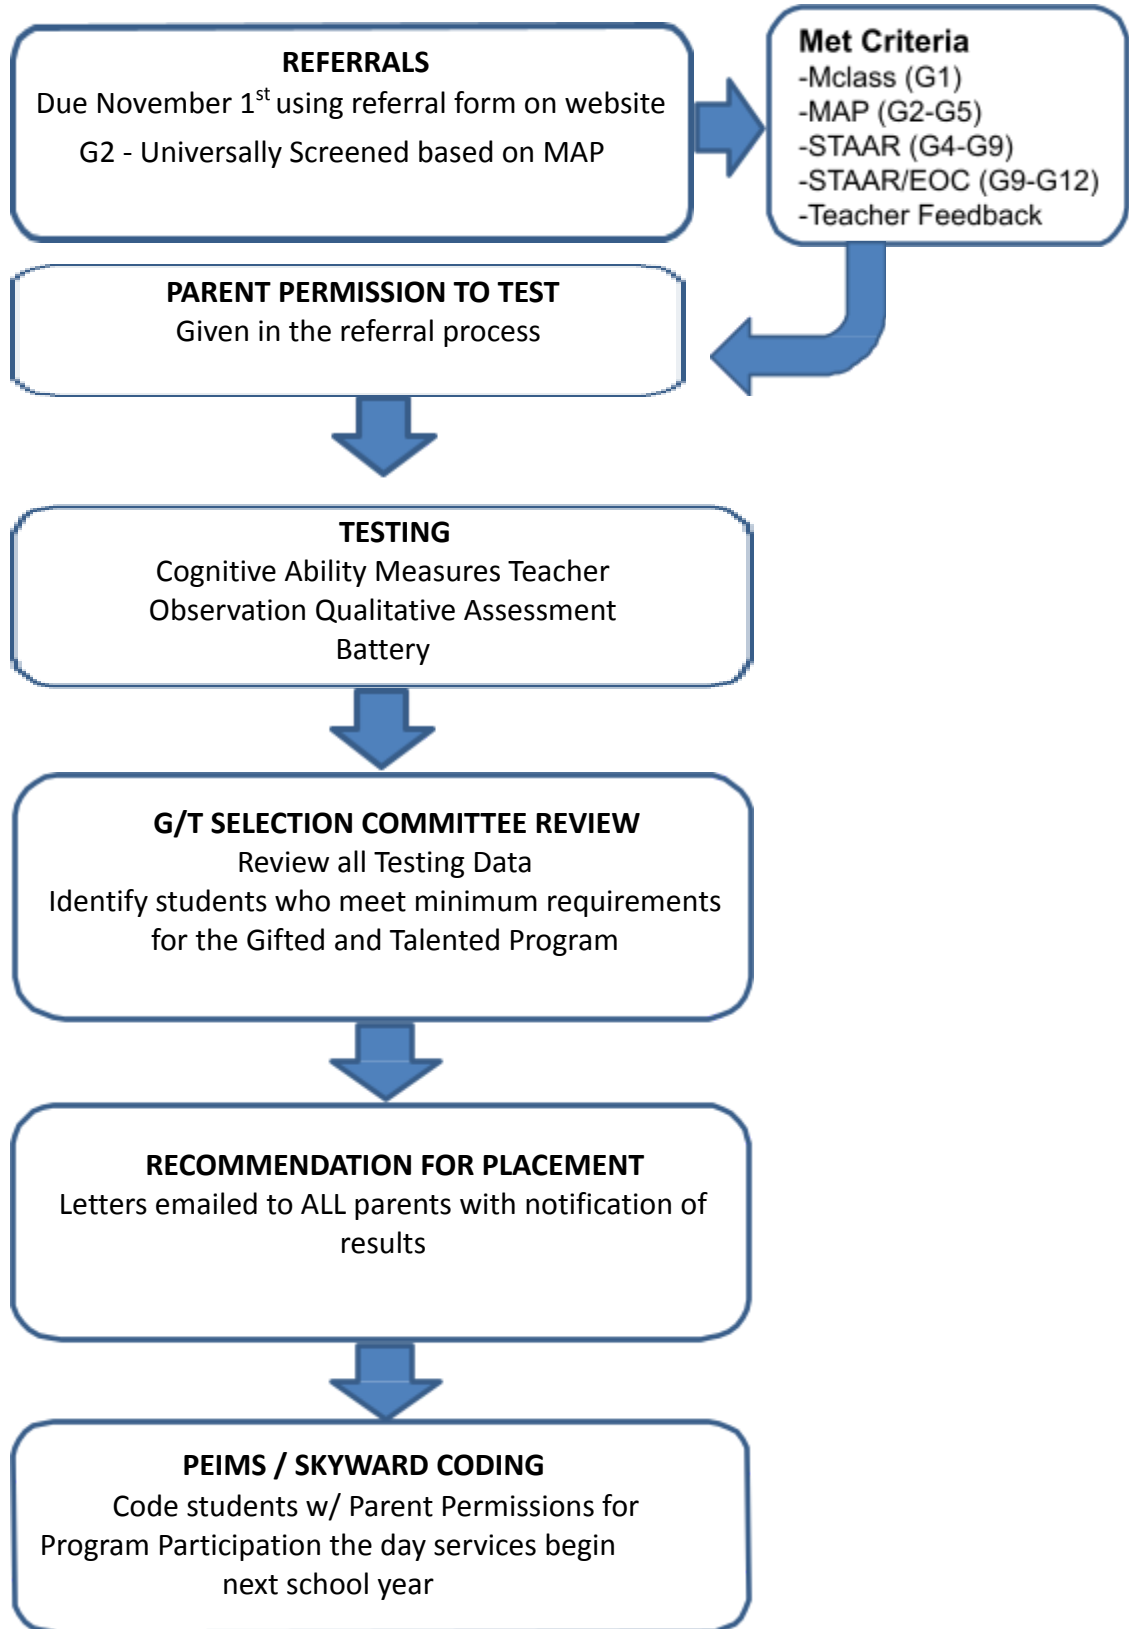 REFERRALS
Due November 1st using referral form on website
G2 - Universally Screened based on MAP
Met Criteria
-Mclass (G1)
-MAP (G2-G5)
-STAAR (G4-G9)
-STAAR/EOC (G9-G12)
-Teacher Feedback
PARENT PERMISSION TO TEST
Given in the referral process
TESTING
Cognitive Ability Measures Teacher
Observation Qualitative Assessment
Battery
G/T SELECTION COMMITTEE REVIEW
Review all Testing Data
Identify students who meet minimum requirements
for the Gifted and Talented Program
RECOMMENDATION FOR PLACEMENT
Letters emailed to ALL parents with notification of
results
PEIMS / SKYWARD CODING
Code students w/ Parent Permissions for
Program Participation the day services begin
next school year